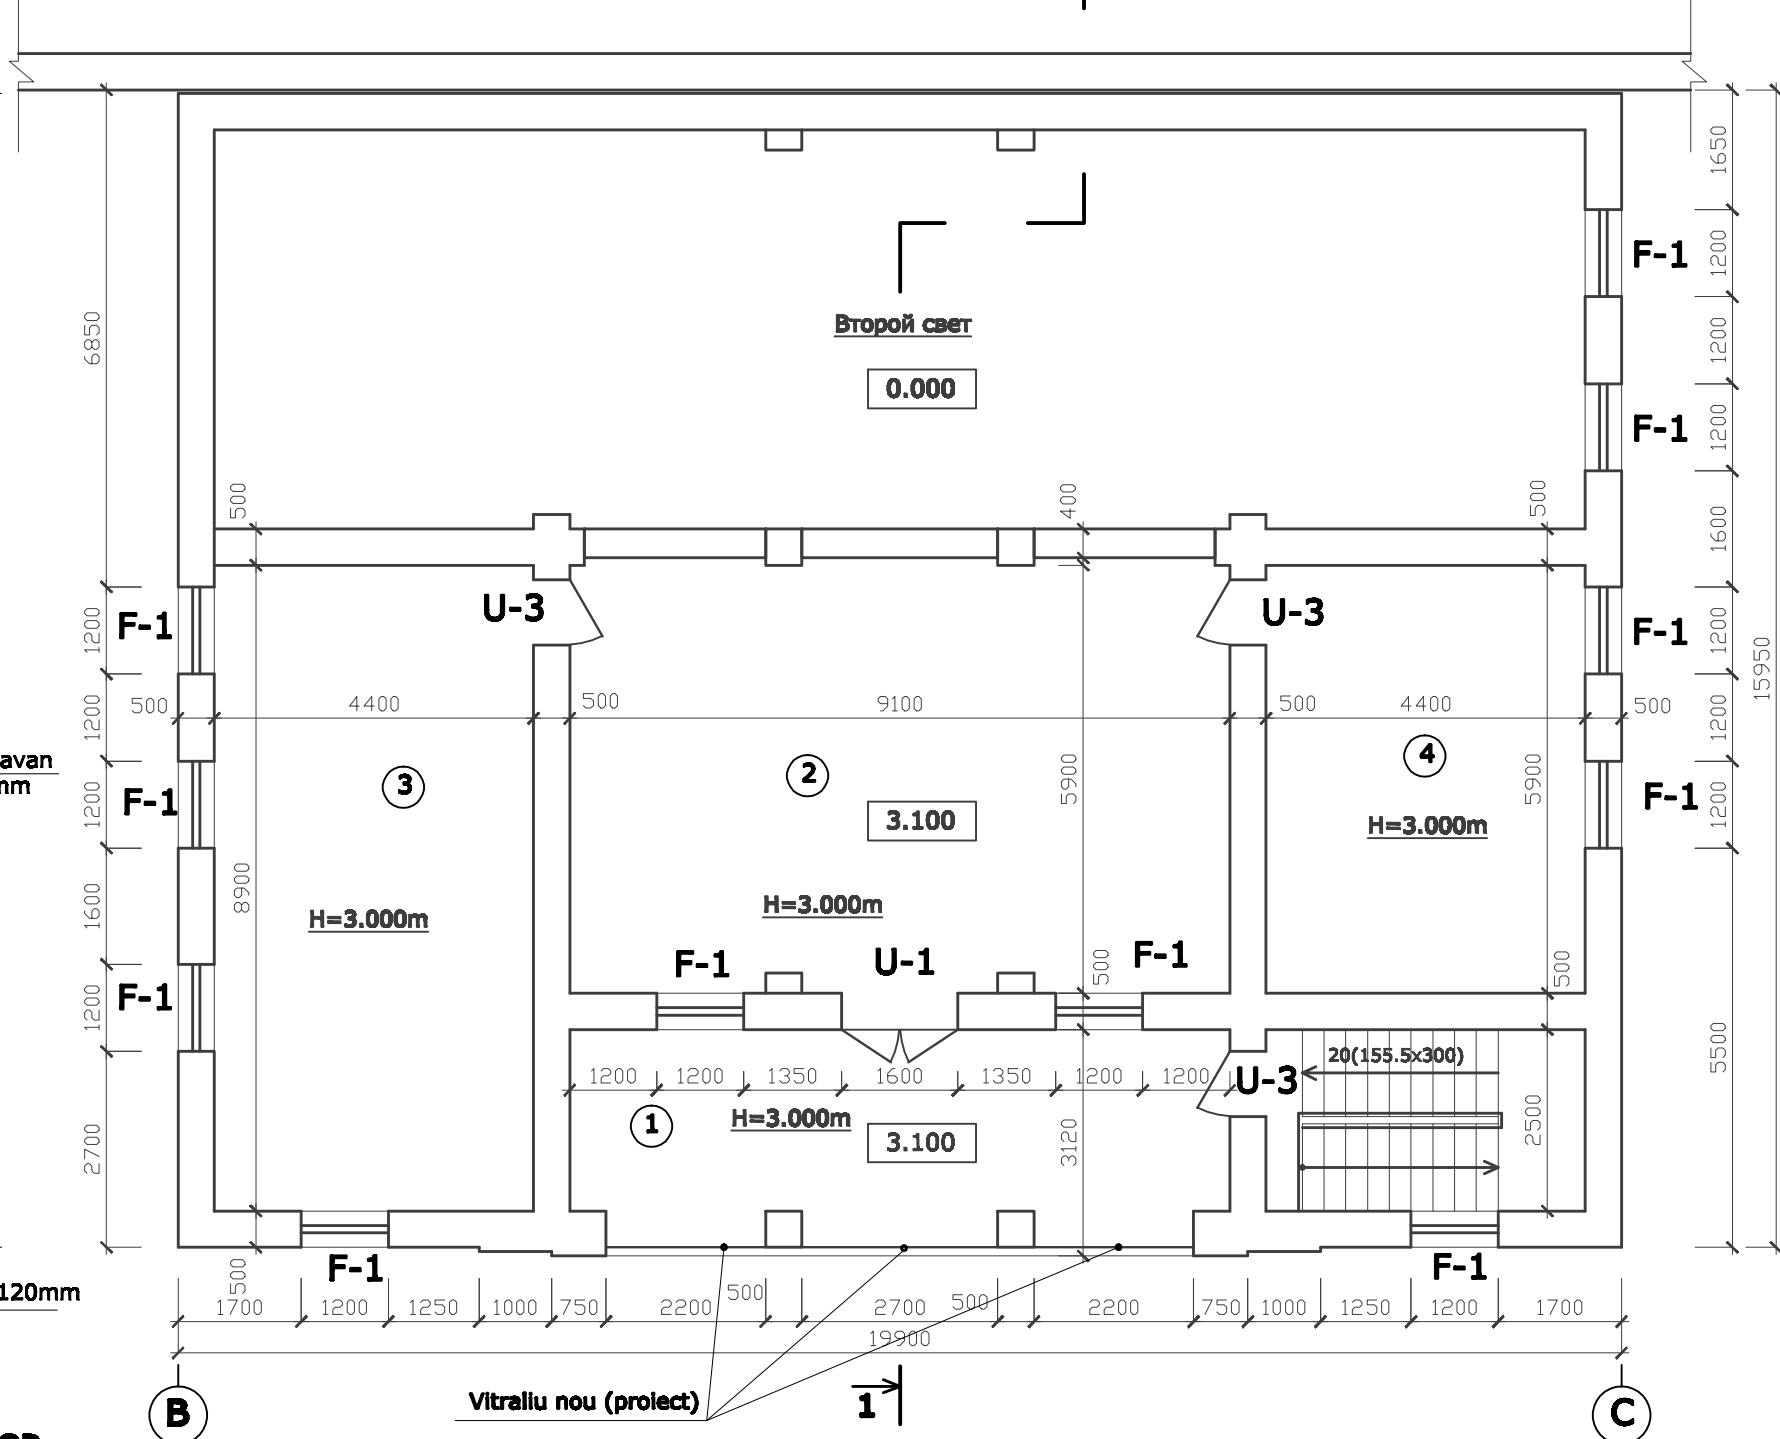 1650
F-1
1200
6850
Второй свет
1200
0.000
F-1
1200
500
400
500
1600
U-3
U-3
F-1
1200
F-1
1200
15950
500
4400
500
9100
500
4400
500
1200
1200
avan
mm
3
2
4
5900
5900
F-1
1200
F-1
1200
3.100
H=3.000m
8900
H=3.000m
H=3.000m
1600
F-1
U-1
F-1
500
500
F-1
1200
5500
20(155.5x300)
1200
1200
1350
1600
1350
1200
1200
U-3
1
H=3.000m
3.100
3120
2500
2700
F-1
F-1
500
120mm
1700
1200
1250
1000
750
2200
500
2700
500
2200
750
1000
1250
1200
1700
19900
Vitraliu nou (proiect)
1
B
C